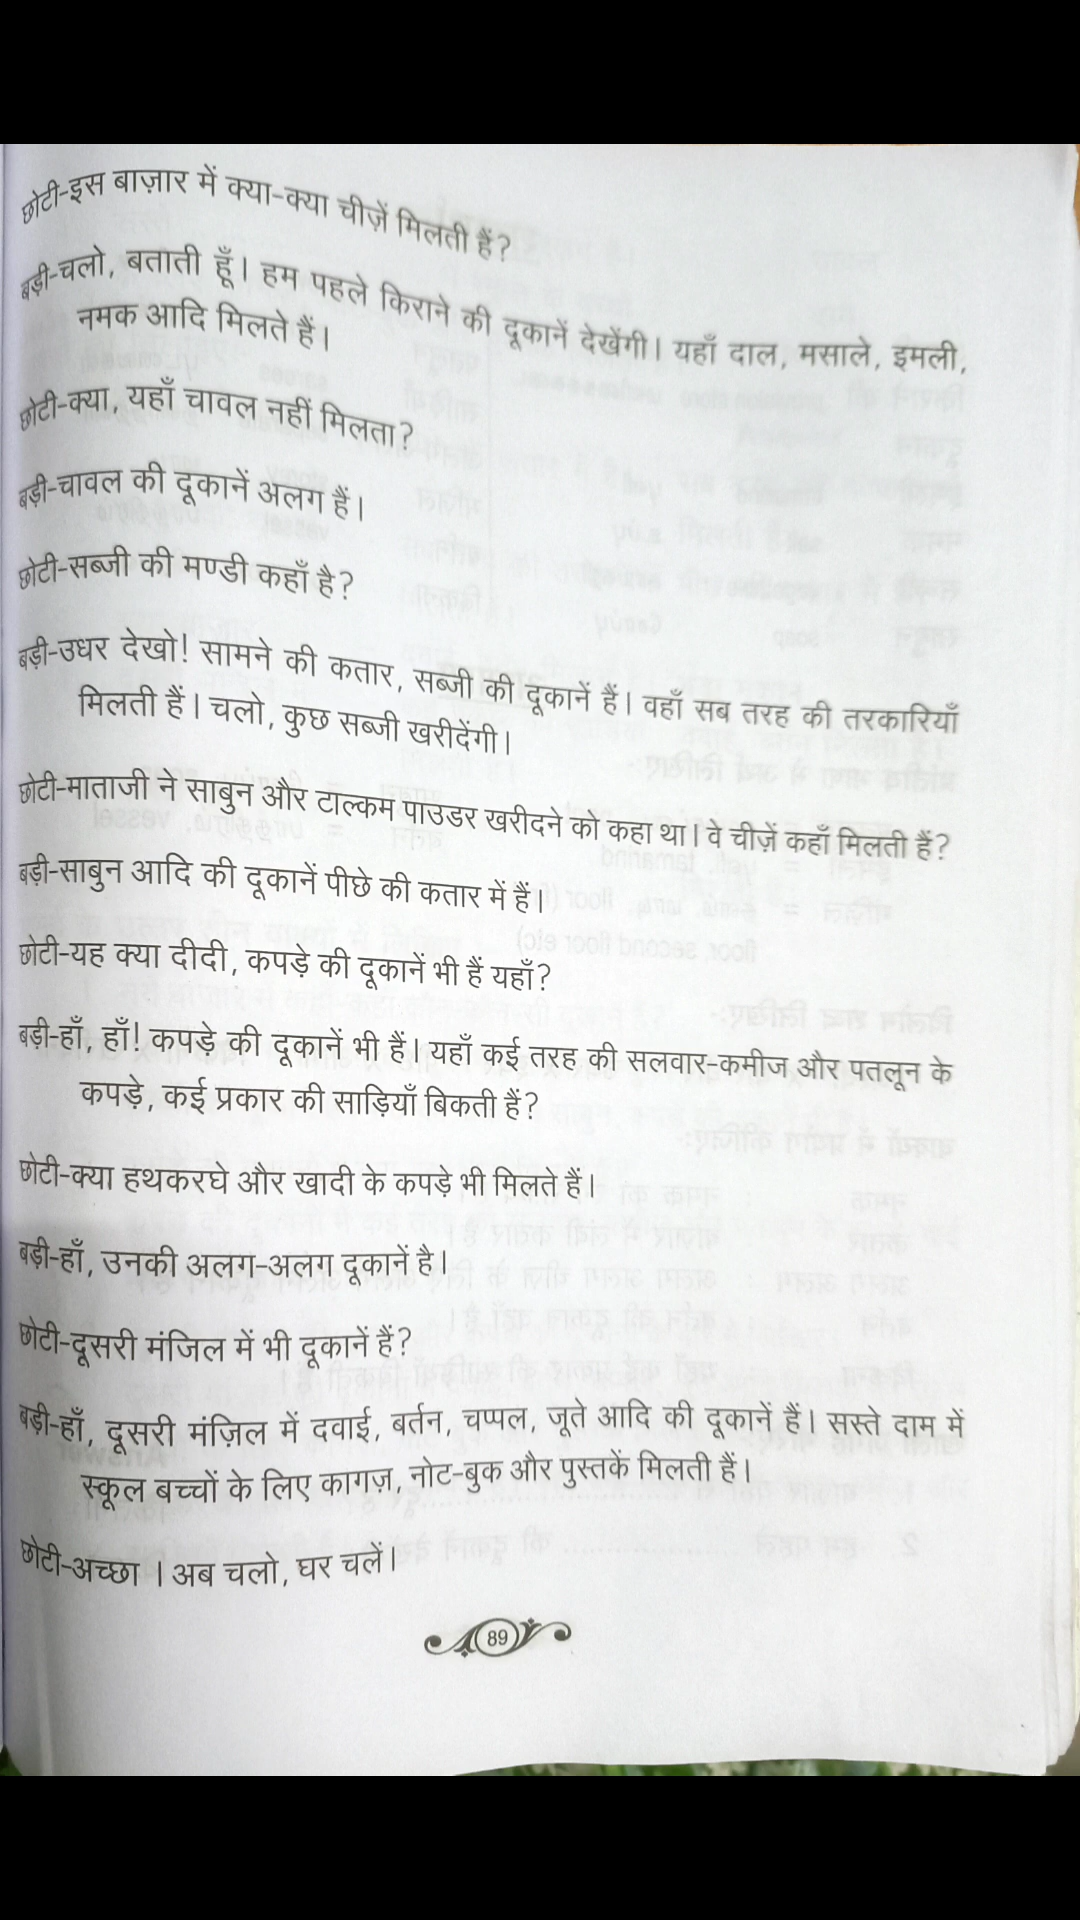 छोटी-इस बाज़ार में क्या-क्या चीज़ें मिलती हैं?
बड़ी-चलो, बताती हूँ। हम पहले किराने की दूकानें देखेंगी। यहाँ दाल, मसाले, इमली,
नमक आदि मिलते हैं।
छोटी-क्या, यहाँ चावल नहीं मिलता?
बड़ी-चावल की दूकानें अलग हैं।
छोटी-सब्जी की मण्डी कहाँ है?
बड़ी-उधर देखो! सामने की कतार, सब्जी की दूकानें हैं। वहाँ सब तरह की तरकारियाँ
मिलती हैं। चलो, कुछ सब्जी खरीदेंगी।
छोटी-माताजी ने साबुन और टाल्कम पाउडर खरीदने को कहा था। वे चीज़ें कहाँ मिलती हैं?
बड़ी-साबुन आदि की दूकानें पीछे की कतार में हैं।
छोटी-यह क्या दीदी, कपड़े की दूकानें भी हैं यहाँ?
बड़ी-हाँ, हाँ! कपड़े की दूकानें भी हैं। यहाँ कई तरह की सलवार-कमीज और पतलून के
कपड़े, कई प्रकार की साड़ियाँ बिकती हैं?
छोटी-क्या हथकरघे और खादी के कपड़े भी मिलते हैं।
बड़ी-हाँ, उनकी अलग-अलग दूकानें है।
छोटी-दूसरी मंजिल में भी दूकानें हैं?
बड़ी-हाँ, दूसरी मंज़िल में दवाई, बर्तन, चप्पल, जूते आदि की दूकानें हैं। सस्ते दाम में
स्कूल बच्चों के लिए कागज़, नोट-बुक और पुस्तकें मिलती हैं।
छोटी-अच्छा । अब चलो, घर चलें।
89